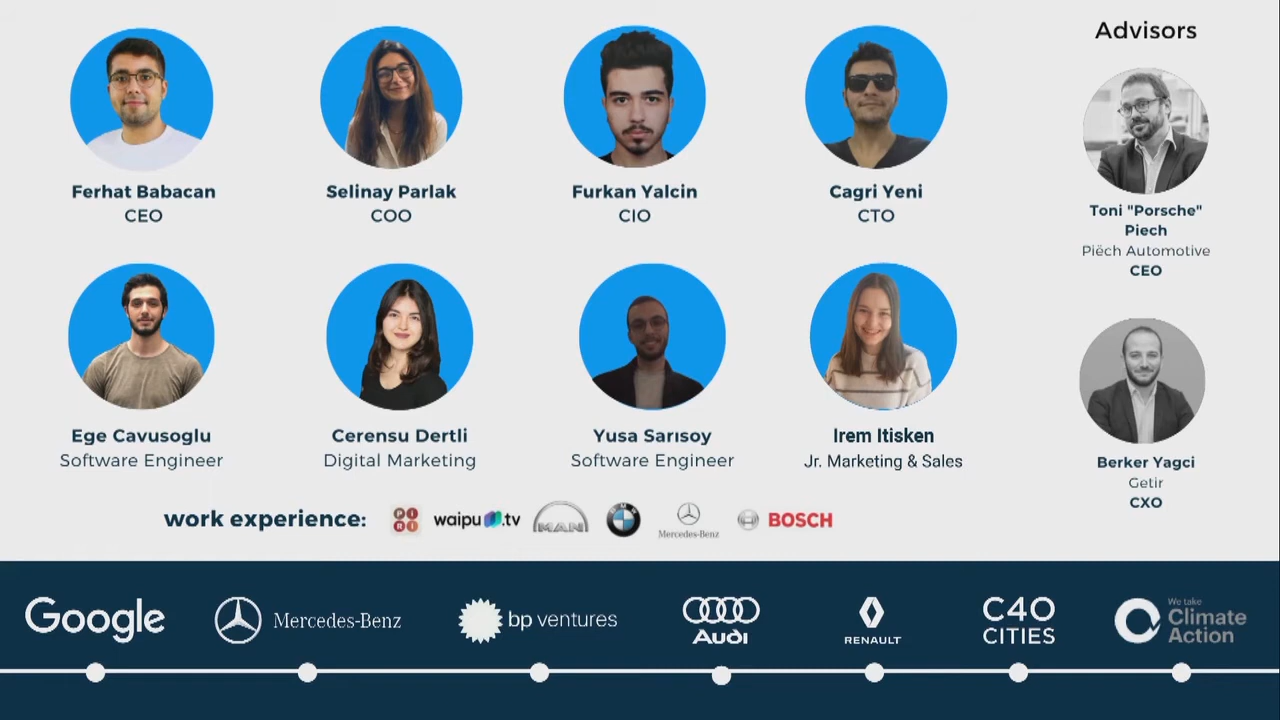 Advisors
Ferhat Babacan
CEO
Selinay Parlak
COO
Furkan Yalcin
CIO
Cagri Yeni
CTO
Toni "Porsche"
Piech
Piëch Automotive
CEO
Ege Cavusoglu
Software Engineer
Cerensu Dertli
Digital Marketing
Yusa Sarısoy
Software Engineer
Irem Itisken
Jr. Marketing & Sales
Berker Yagci
Getir
CXO
work experience:
PI
RI
waipu.tv
MAN
BMW
Mercedes-Benz
BOSCH
Google
Mercedes-Benz
bp ventures
Audi
RENAULT
C40
CITIES
We take
Climate
Action